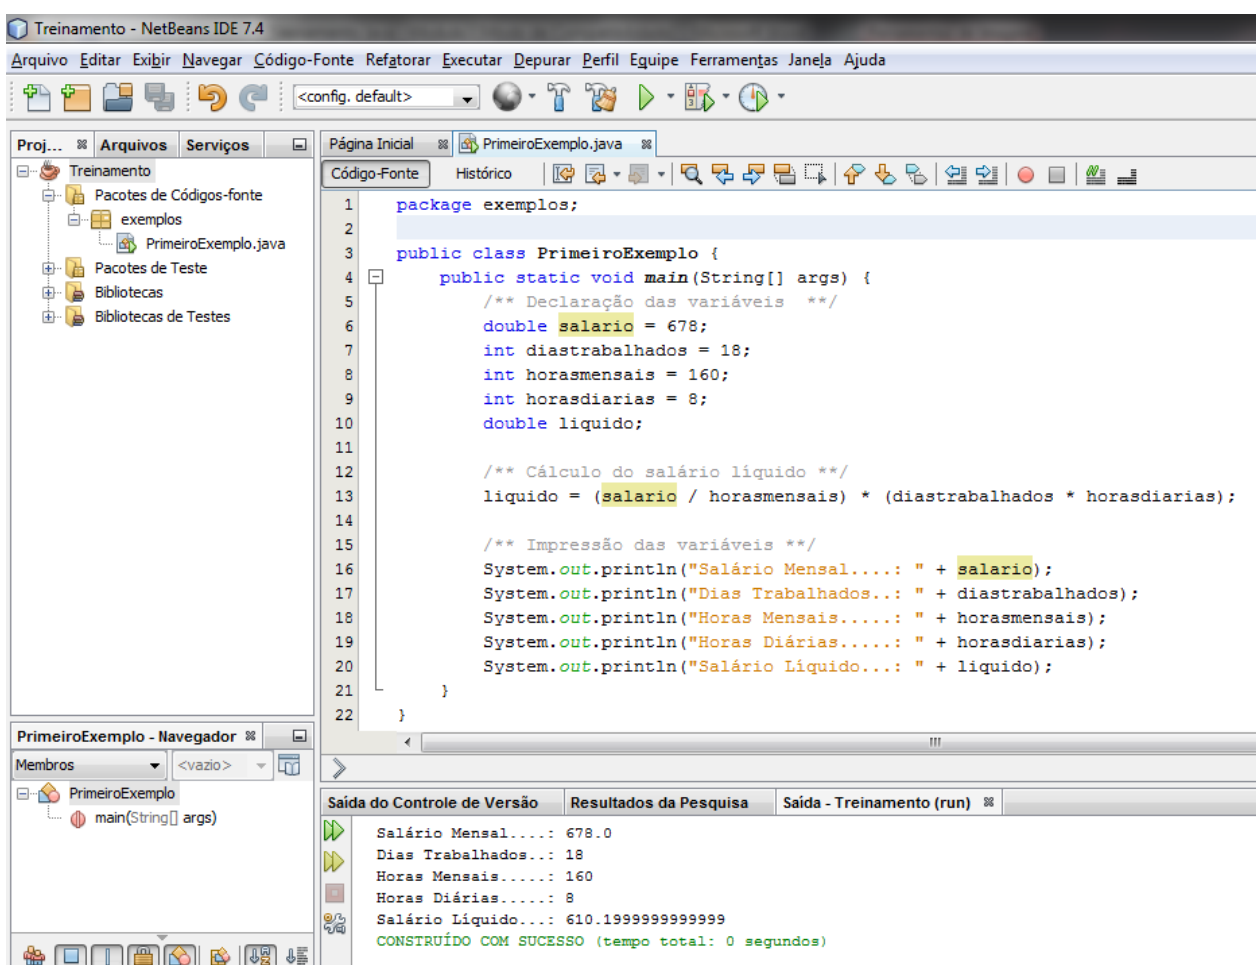 Treinamento - NetBeans IDE 7.4
Arquivo Editar Exibir Navegar Código-Fonte Refatorar Executar Depurar Perfil Equipe Ferramentas Janela Ajuda
<config. default>
Proj... Arquivos Serviços
Treinamento
Pacotes de Códigos-fonte
exemplos
PrimeiroExemplo.java
Pacotes de Teste
Bibliotecas
Bibliotecas de Testes
Página Inicial PrimeiroExemplo.java
Código-Fonte Histórico
1 package exemplos;
2
3 public class PrimeiroExemplo {
4 public static void main(String[] args) {
5 /** Declaração das variáveis **/
6 double salario = 678;
7 int diastrabalhados = 18;
8 int horasmensais = 160;
9 int horasdiarias = 8;
10 double liquido;
11
12 /** Cálculo do salário líquido **/
13 liquido = (salario / horasmensais) * (diastrabalhados * horasdiarias);
14
15 /** Impressão das variáveis **/
16 System.out.println("Salário Mensal....: " + salario);
17 System.out.println("Dias Trabalhados..: " + diastrabalhados);
18 System.out.println("Horas Mensais.....: " + horasmensais);
19 System.out.println("Horas Diárias.....: " + horasdiarias);
20 System.out.println("Salário Líquido...: " + liquido);
21 }
22 }
PrimeiroExemplo - Navegador
Membros <vazio>
PrimeiroExemplo
main(String[] args)
Saída do Controle de Versão Resultados da Pesquisa Saída - Treinamento (run)
Salário Mensal....: 678.0
Dias Trabalhados..: 18
Horas Mensais.....: 160
Horas Diárias.....: 8
Salário Líquido...: 610.1999999999999
CONSTRUÍDO COM SUCESSO (tempo total: 0 segundos)